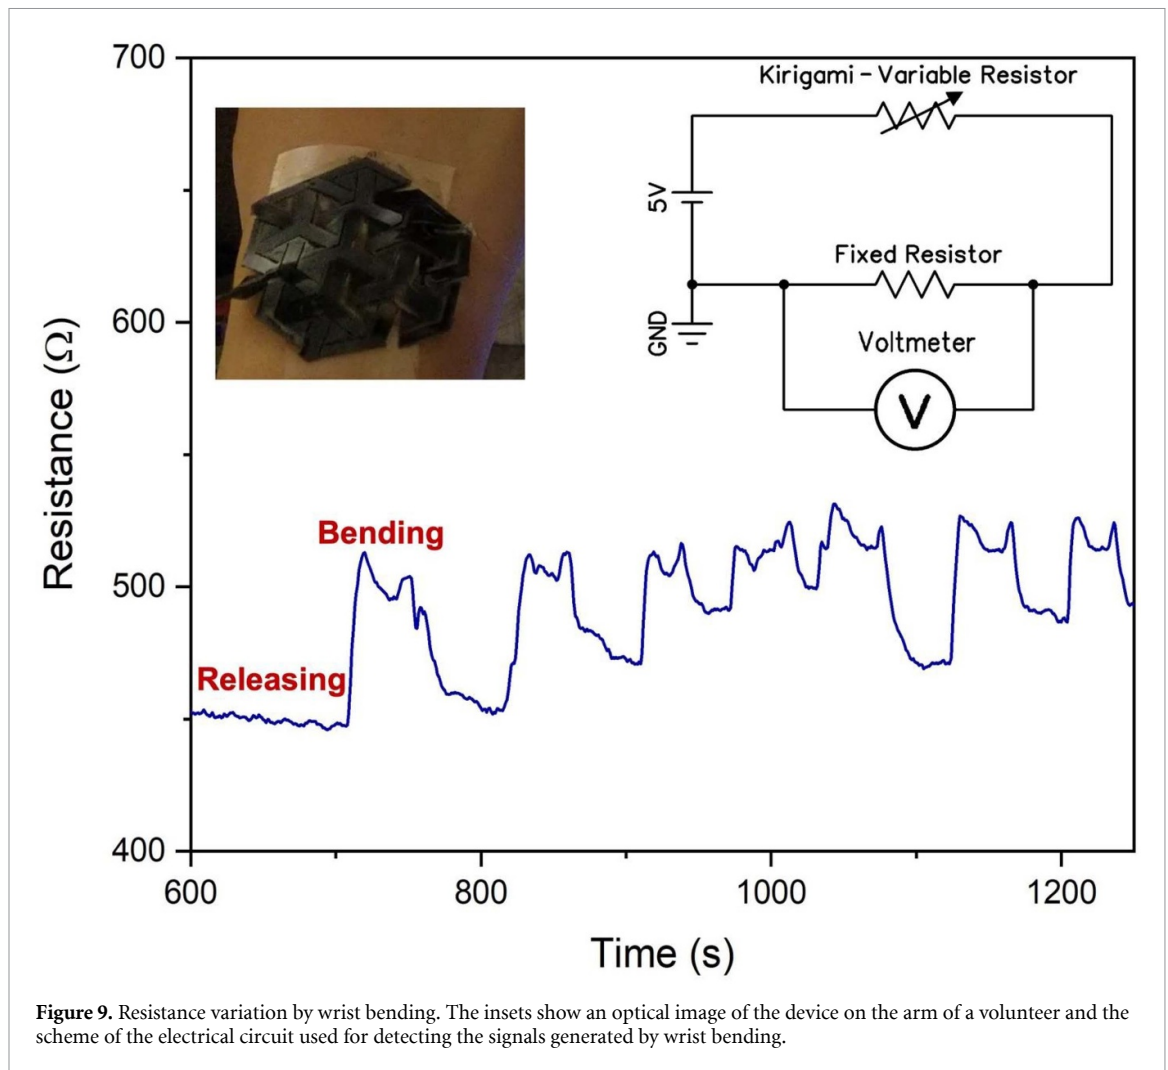 700
600
500
400
Resistance (Ω)
600
800
1000
1200
Time (s)
Kirigami – Variable Resistor
5V
Fixed Resistor
GND
Voltmeter
V
Bending
Releasing
Figure 9. Resistance variation by wrist bending. The insets show an optical image of the device on the arm of a volunteer and the
scheme of the electrical circuit used for detecting the signals generated by wrist bending.